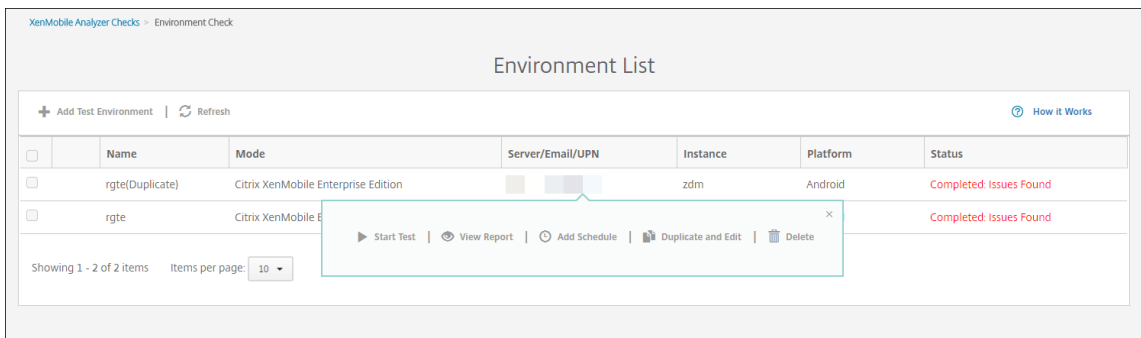 XenMobile Analyzer Checks > Environment Check
Environment List
Add Test Environment | Refresh How it Works
Name Mode Server/Email/UPN Instance Platform Status
rgte(Duplicate) Citrix XenMobile Enterprise Edition zdm Android Completed: Issues Found
rgte Citrix XenMobile E Completed: Issues Found
Start Test | View Report | Add Schedule | Duplicate and Edit | Delete
Showing 1 - 2 of 2 items Items per page: 10